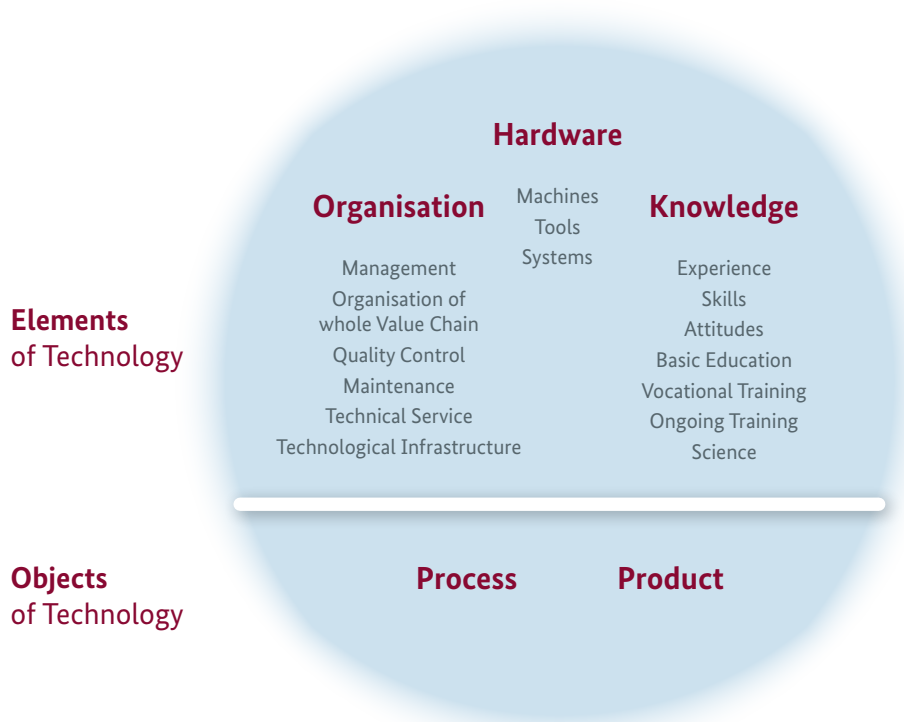 Hardware
Machines
Tools
Systems
Organisation
Management
Organisation of
whole Value Chain
Quality Control
Maintenance
Technical Service
Technological Infrastructure
Knowledge
Experience
Skills
Attitudes
Basic Education
Vocational Training
Ongoing Training
Science
Elements
of Technology
Objects
of Technology
Process
Product